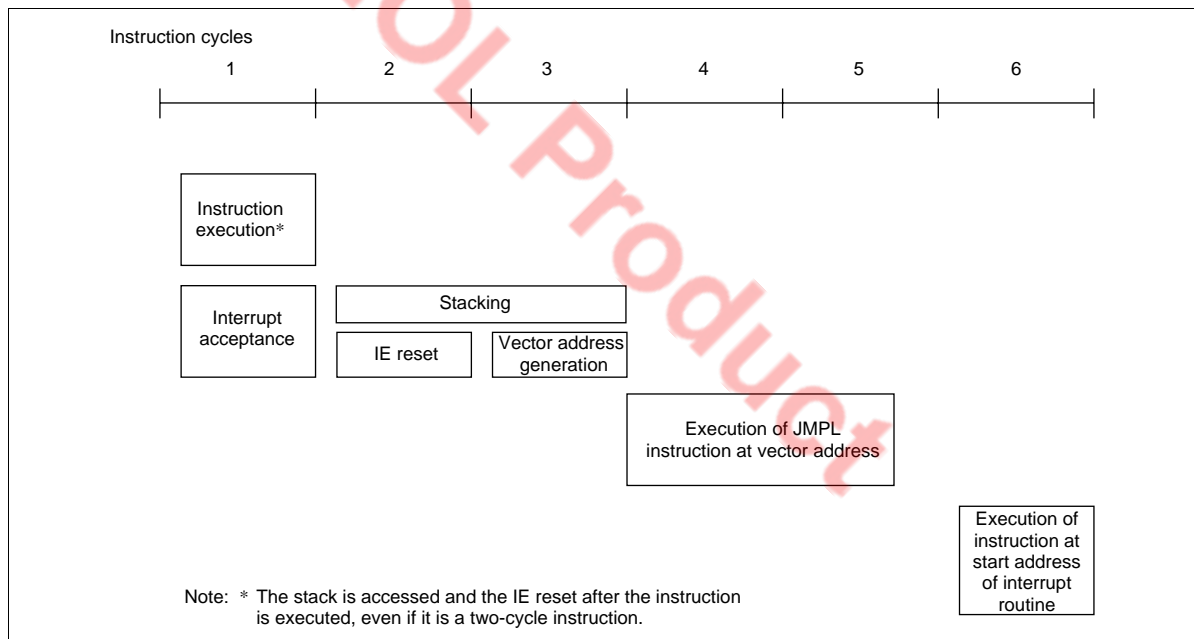 Instruction cycles
1 2 3 4 5 6
Instruction
execution*
Interrupt
acceptance
Stacking
IE reset
Vector address
generation
Execution of JMPL
instruction at vector address
Execution of
instruction at
start address
of interrupt
routine
Note: * The stack is accessed and the IE reset after the instruction
is executed, even if it is a two-cycle instruction.
OL Product